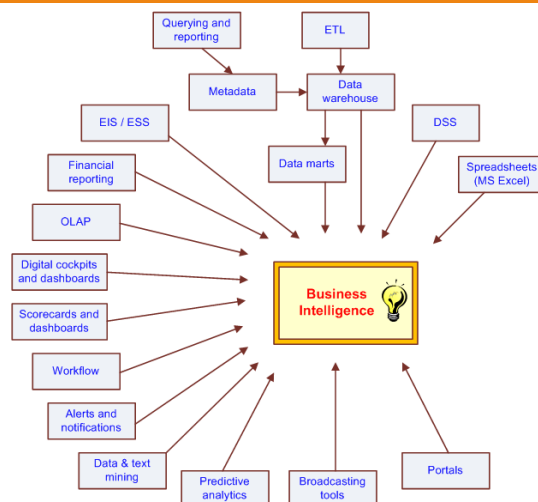 Querying and
reporting
ETL
Metadata
Data
warehouse
EIS / ESS
DSS
Financial
reporting
Data marts
Spreadsheets
(MS Excel)
OLAP
Digital cockpits
and dashboards
Business
Intelligence
Scorecards and
dashboards
Workflow
Alerts and
notifications
Data & text
mining
Predictive
analytics
Broadcasting
tools
Portals